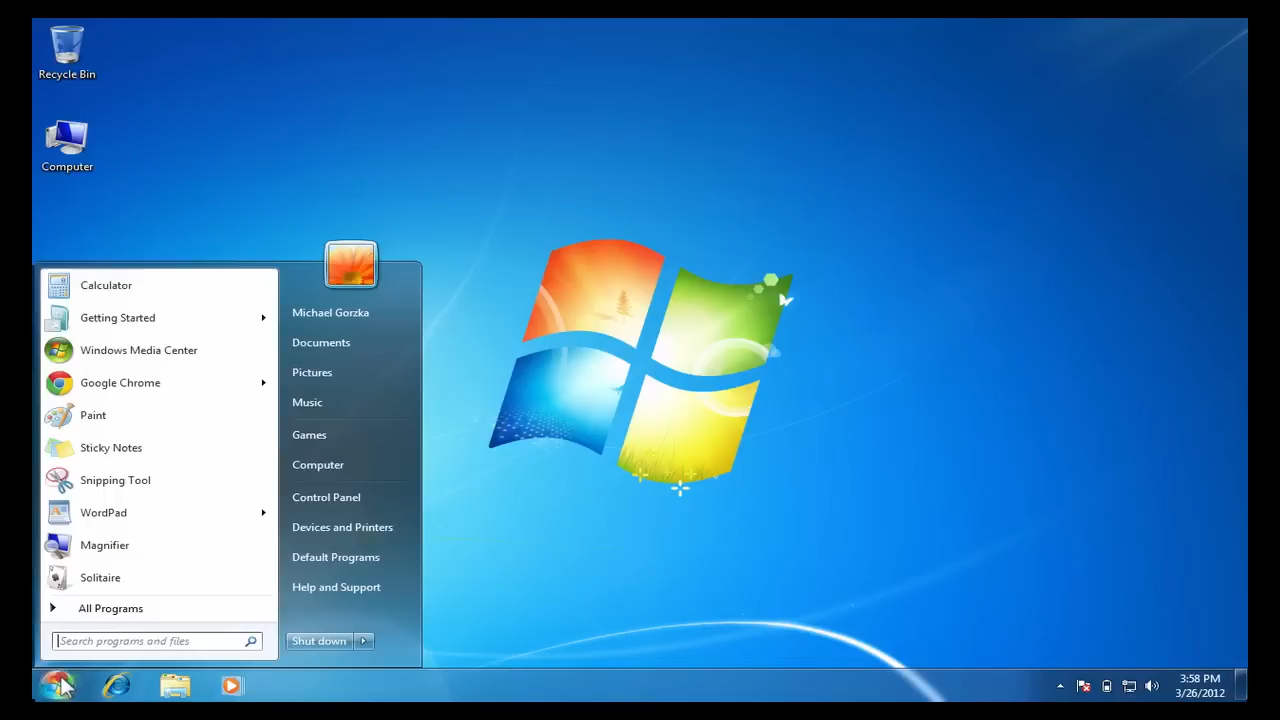 Recycle Bin
Computer
Calculator
Getting Started
Windows Media Center
Google Chrome
Paint
Sticky Notes
Snipping Tool
WordPad
Magnifier
Solitaire
All Programs
Search programs and files
Michael Gorzka
Documents
Pictures
Music
Games
Computer
Control Panel
Devices and Printers
Default Programs
Help and Support
Shut down
3:58 PM
3/26/2012